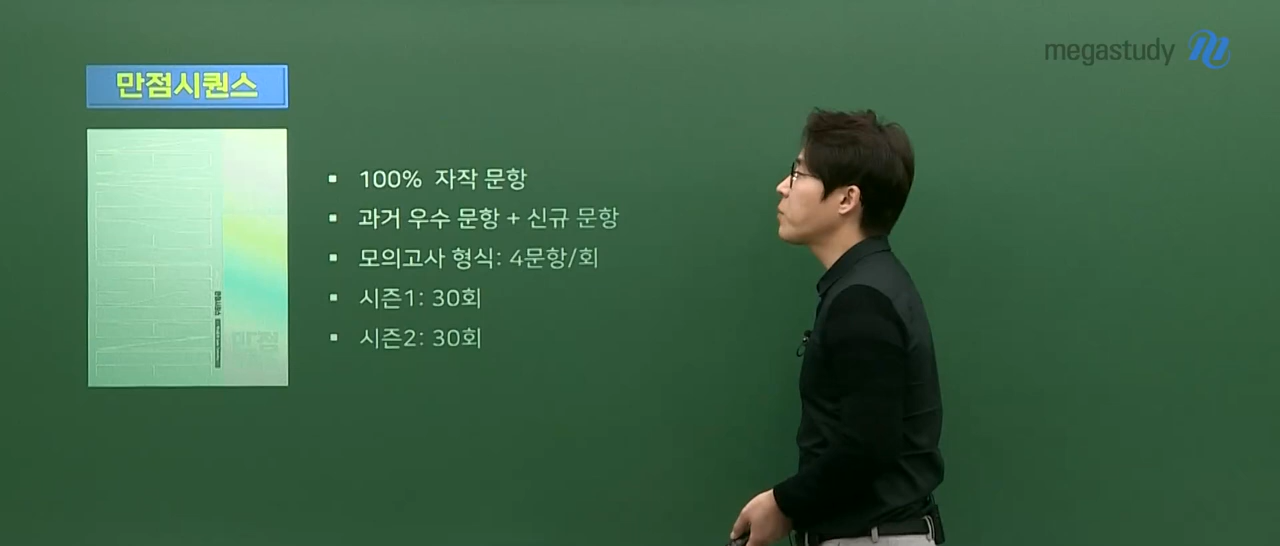 megastudy
만점시퀀스
100% 자작 문항
과거 우수 문항 + 신규 문항
모의고사 형식: 4문항/회
시즌1: 30회
시즌2: 30회
만점